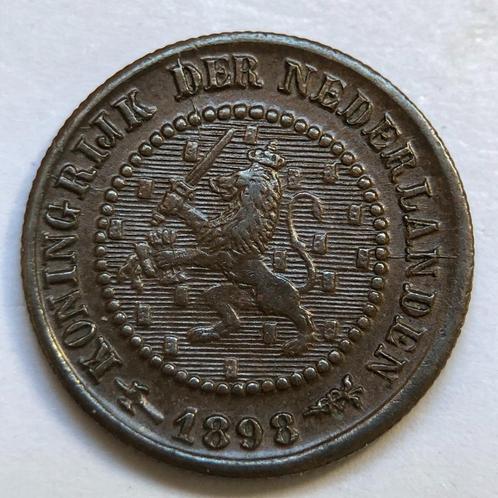 KONINGRIJK DER NEDERLANDEN
1898